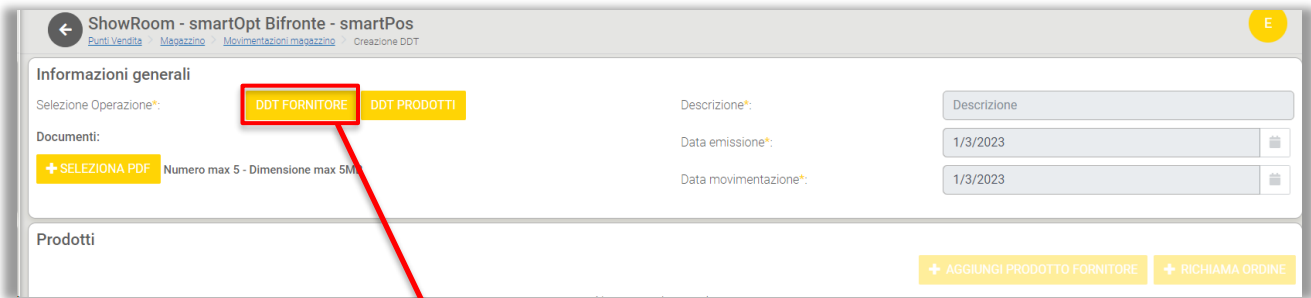 ShowRoom - smartOpt Bifronte - smartPos
E
Punti Vendita > Magazzino > Movimentazioni magazzino > Creazione DDT
Informazioni generali
Selezione Operazione*: DDT FORNITORE DDT PRODOTTI
Documenti:
+ SELEZIONA PDF Numero max 5 - Dimensione max
Descrizione*: Descrizione
Data emissione*: 1/3/2023
Data movimentazione*: 1/3/2023
Prodotti
+ AGGIUNGI PRODOTTO FORNITORE + RICHIAMA ORDINE